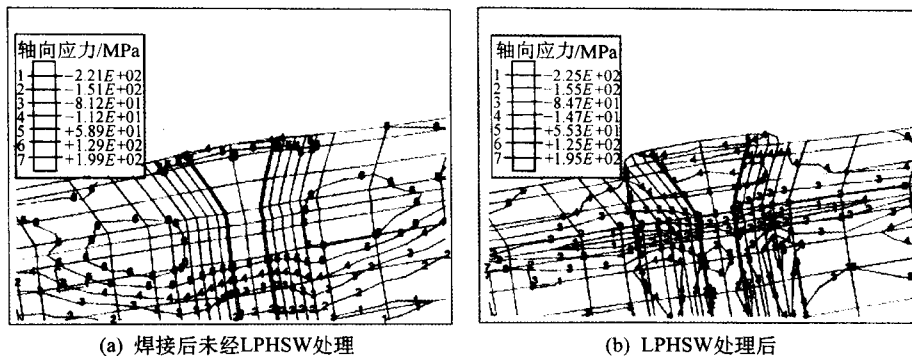 轴向应力/MPa
1 -2.21E+02
2 -1.51E+02
3 -8.12E+01
4 -1.12E+01
5 +5.89E+01
6 +1.29E+02
7 +1.99E+02
轴向应力/MPa
1 -2.25E+02
2 -1.55E+02
3 -8.47E+01
4 -1.47E+01
5 +5.53E+01
6 +1.25E+02
7 +1.95E+02
(a) 焊接后未经LPHSW处理
(b) LPHSW处理后